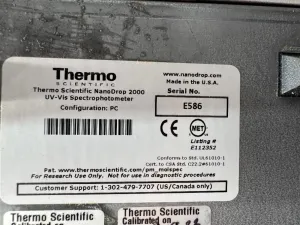 Thermo
SCIENTIFIC
Thermo Scientific NanoDrop 2000
UV-Vis Spectrophotometer
Configuration: PC
www.nanodrop.com
Made in the U.S.A.
Serial No.
E586
MET
C
US
Listing #
E112352
Conforms to Std. UL61010-1
Cert. to CSA Std. C22.2#61010-1
Pat. www.thermoscientific.com/pm_molspec
For Research Use Only. Not for use in diagnostic procedures
Customer Support: 1-302-479-7707 (US/Canada only)
Thermo Scientific
Calibrated on
Thermo Scientific
Calibrated